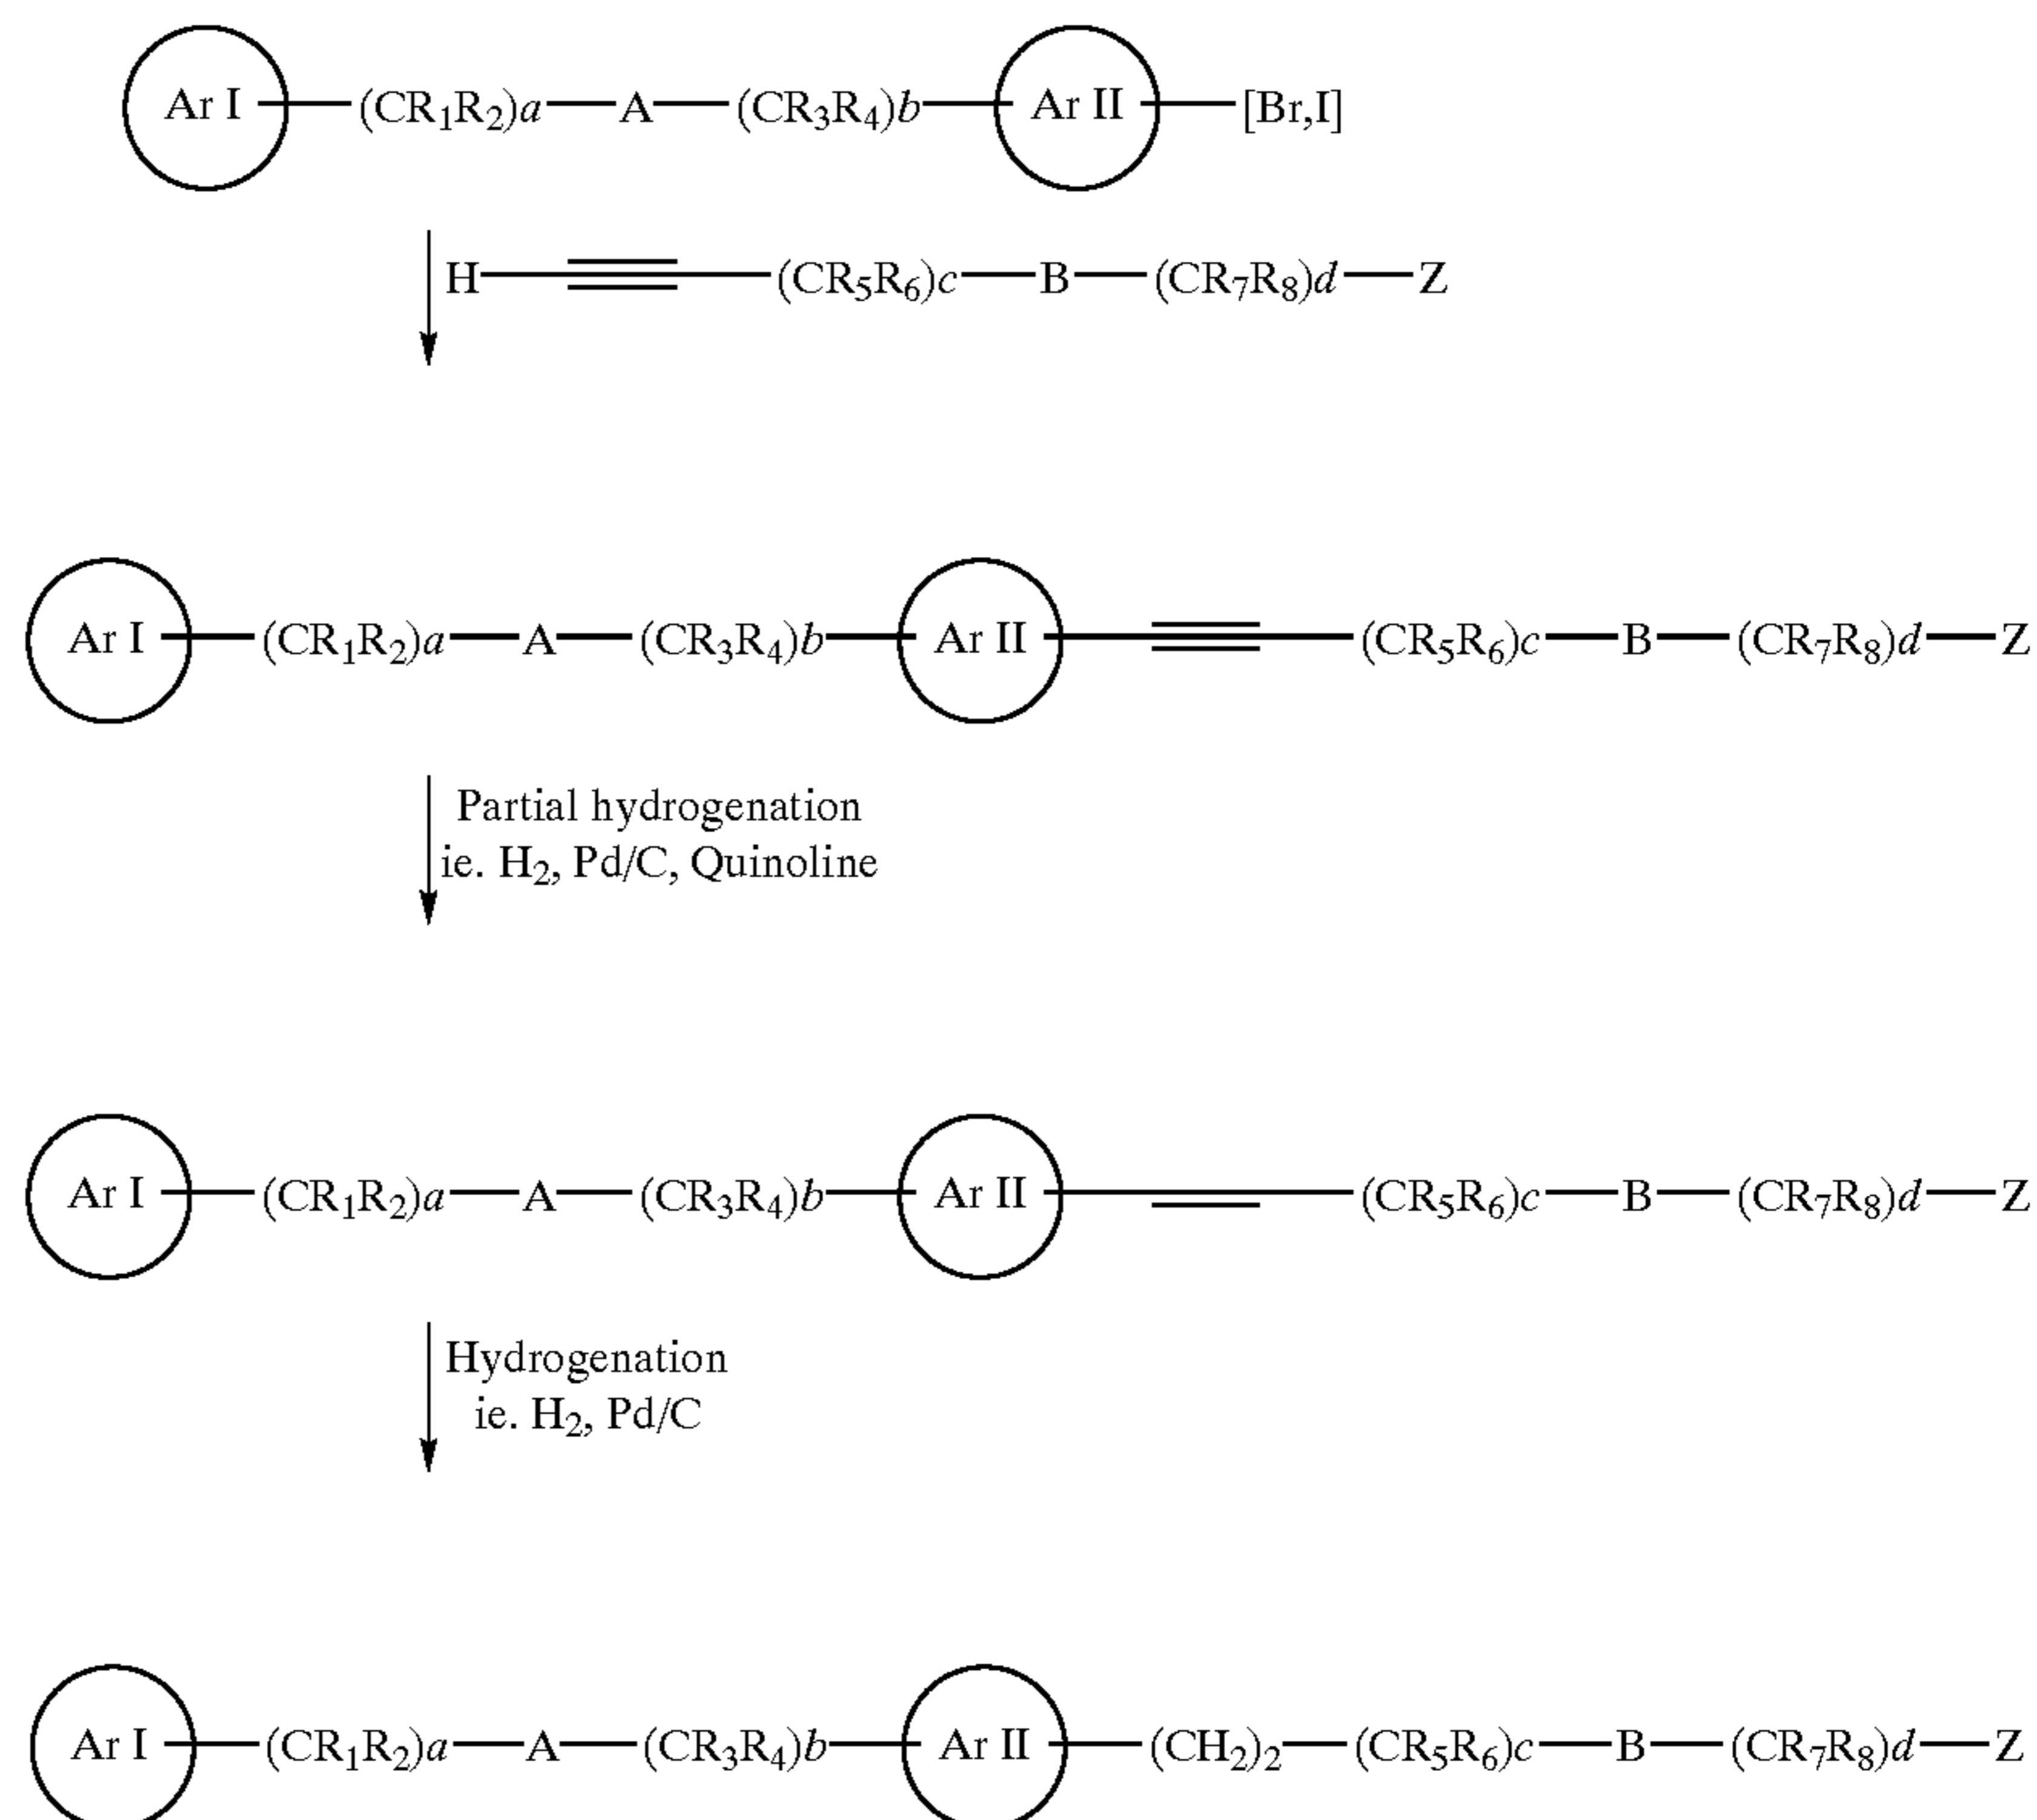 Ar I (CR₁R₂)a A (CR₃R₄)b Ar II [Br,I]
H (CR₅R₆)c B (CR₇R₈)d Z
Ar I (CR₁R₂)a A (CR₃R₄)b Ar II (CR₅R₆)c B (CR₇R₈)d Z
Partial hydrogenation
ie. H₂, Pd/C, Quinoline
Ar I (CR₁R₂)a A (CR₃R₄)b Ar II (CR₅R₆)c B (CR₇R₈)d Z
Hydrogenation
ie. H₂, Pd/C
Ar I (CR₁R₂)a A (CR₃R₄)b Ar II (CH₂)₂ (CR₅R₆)c B (CR₇R₈)d Z